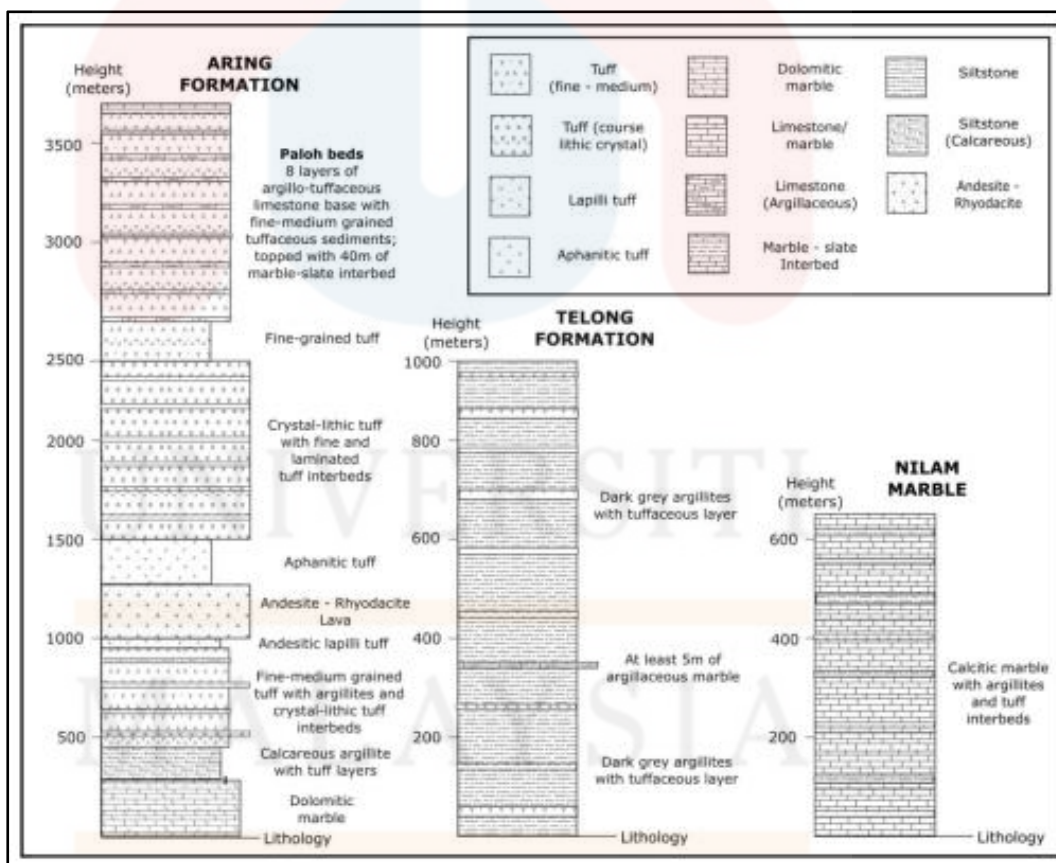 Height
(meters)
ARING
FORMATION
3500
3000
2500
2000
1500
1000
500
Paloh beds
8 layers of
argillo-tuffaceous
limestone base with
fine-medium grained
tuffaceous sediments;
topped with 40m of
marble-slate interbed
Fine-grained tuff
Crystal-lithic tuff
with fine and
laminated
tuff interbeds
Aphanitic tuff
Andesite - Rhyodacite
Lava
Andesitic lapilli tuff
Fine-medium grained
tuff with argillites and
crystal-lithic tuff
interbeds
Calcareous argillite
with tuff layers
Dolomitic
marble
Lithology
Tuff
(fine - medium)
Tuff (course
lithic crystal)
Lapilli tuff
Aphanitic tuff
Dolomitic
marble
Limestone/
marble
Limestone
(Argillaceous)
Marble - slate
Interbed
Siltstone
Siltstone
(Calcareous)
Andesite -
Rhyodacite
Height
(meters)
TELONG
FORMATION
1000
800
600
400
200
Dark grey argillites
with tuffaceous layer
At least 5m of
argillaceous marble
Dark grey argillites
with tuffaceous layer
Lithology
Height
(meters)
NILAM
MARBLE
600
400
200
Calcitic marble
with argillites
and tuff
interbeds
Lithology
UNIVERSITI
MALAYSIA